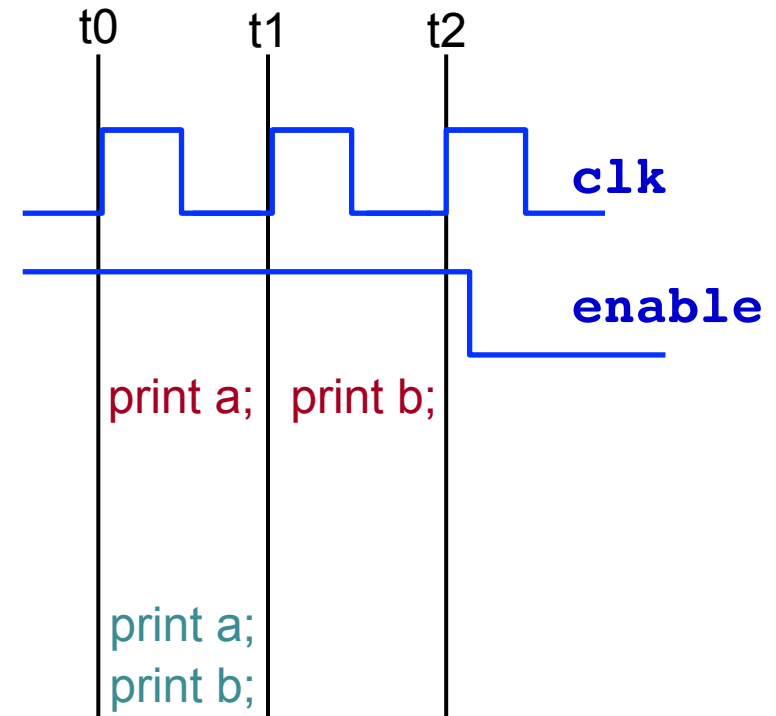 t0 t1 t2
clk
enable
print a; print b;
print a;
print b;